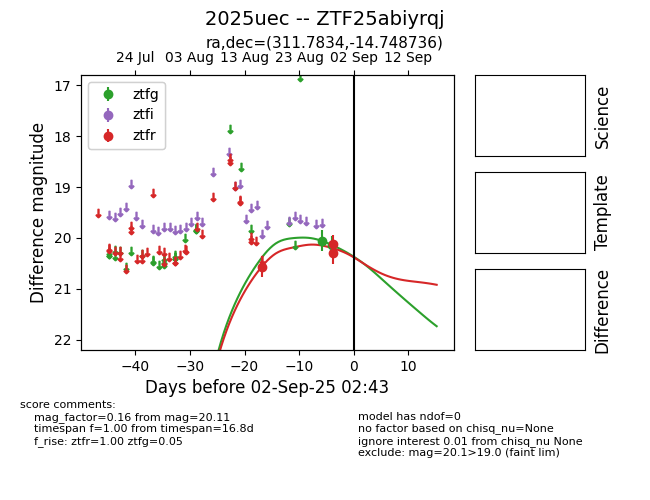 2025uec -- ZTF25abiyrqj
ra,dec=(311.7834,-14.748736)
24 Jul 03 Aug 13 Aug 23 Aug 02 Sep 12 Sep
17
18
19
20
21
22
Difference magnitude
ztfg
ztfi
ztfr
−40 −30 −20 −10 0 10
Days before 02-Sep-25 02:43
Science
Template
Difference
score comments:
mag_factor=0.16 from mag=20.11
timespan f=1.00 from timespan=16.8d
f_rise: ztfr=1.00 ztfg=0.05
model has ndof=0
no factor based on chisq_nu=None
ignore interest 0.01 from chisq_nu None
exclude: mag=20.1>19.0 (faint lim)